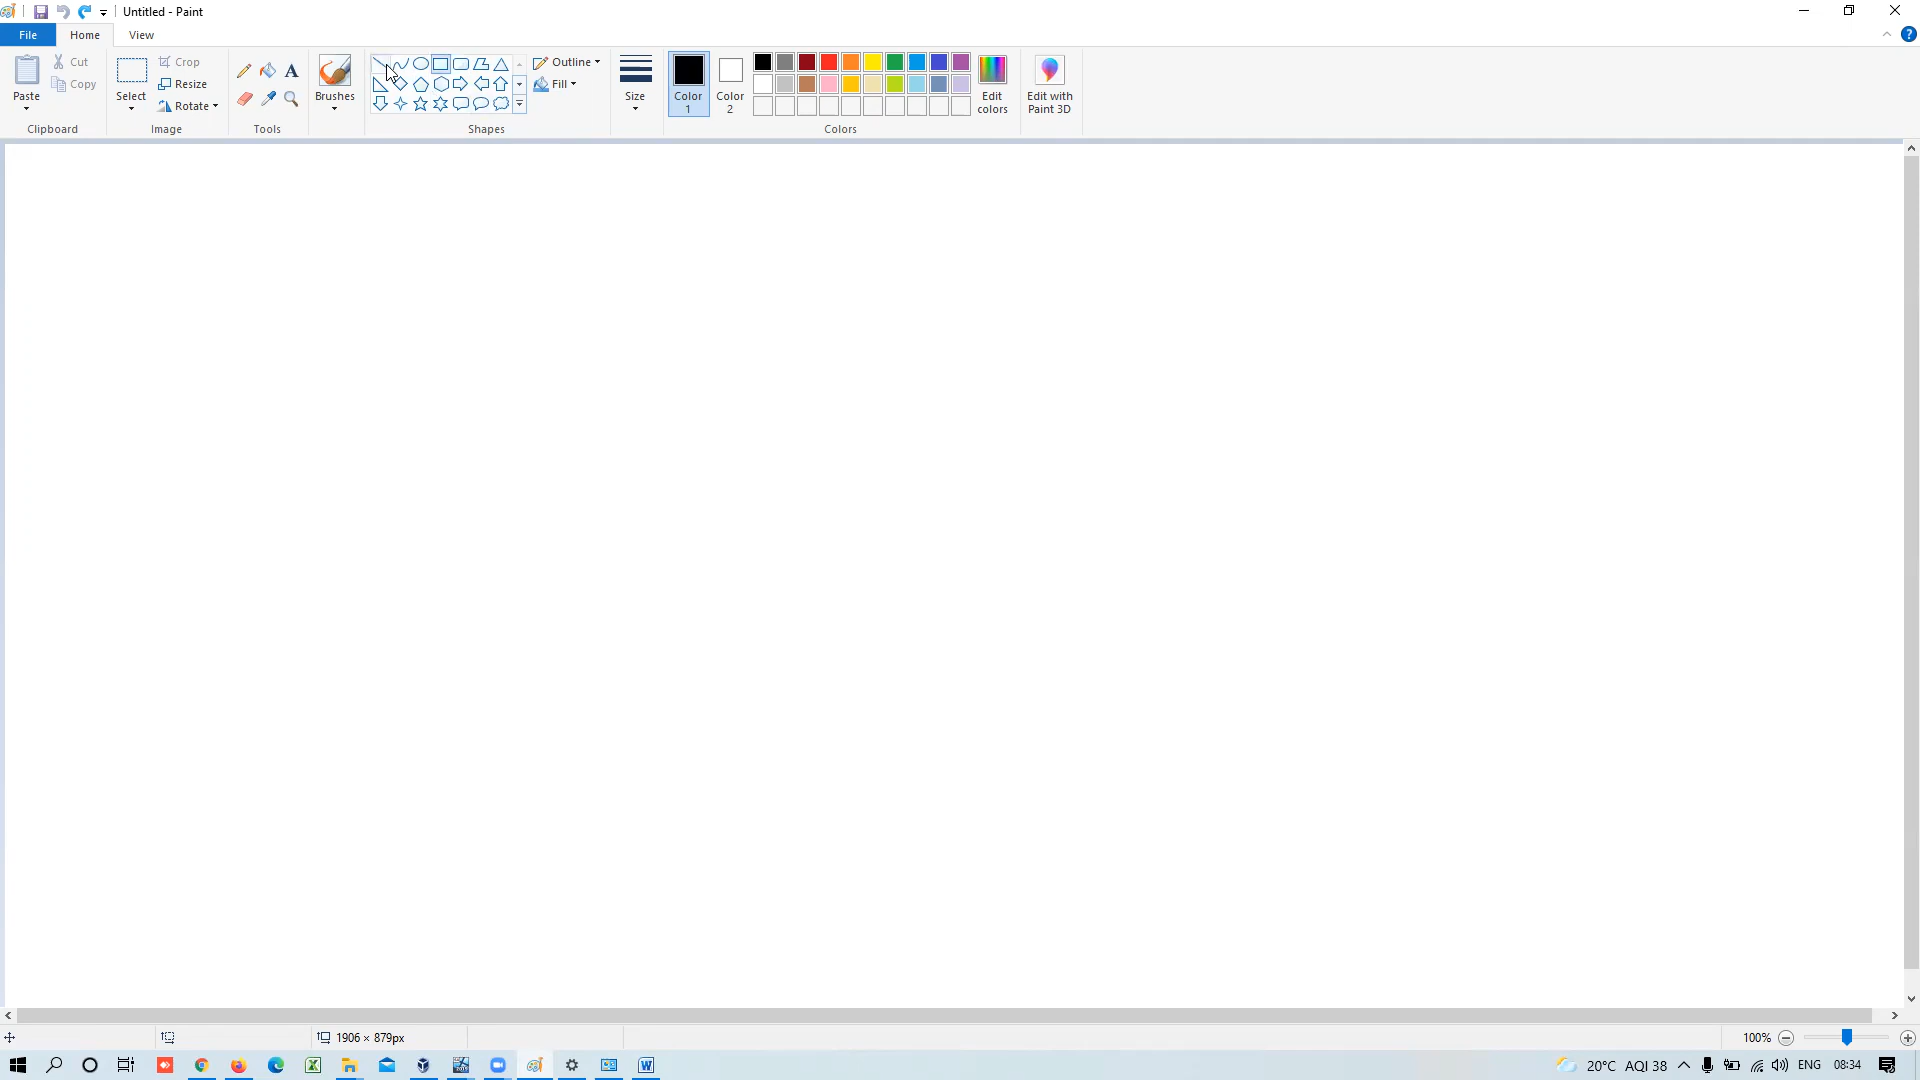 Untitled - Paint
File
Home
View
Paste
Cut
Copy
Clipboard
Select
Crop
Resize
Rotate
Image
A
Tools
Brushes
Shapes
Outline
Fill
Size
Color
1
Color
2
Colors
Edit
colors
Edit with
Paint 3D
1906 × 879px
100%
20°C AQI 38
ENG
08:34